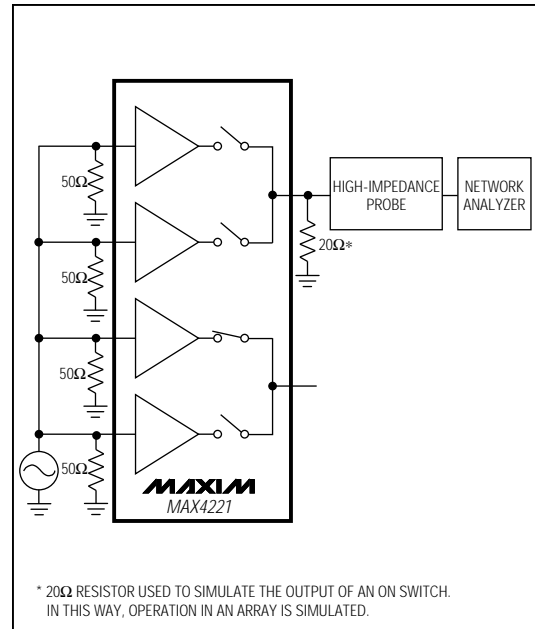 50Ω
HIGH-IMPEDANCE
PROBE
NETWORK
ANALYZER
20Ω*
50Ω
50Ω
50Ω
MAXIM
MAX4221
* 20Ω RESISTOR USED TO SIMULATE THE OUTPUT OF AN ON SWITCH.
IN THIS WAY, OPERATION IN AN ARRAY IS SIMULATED.